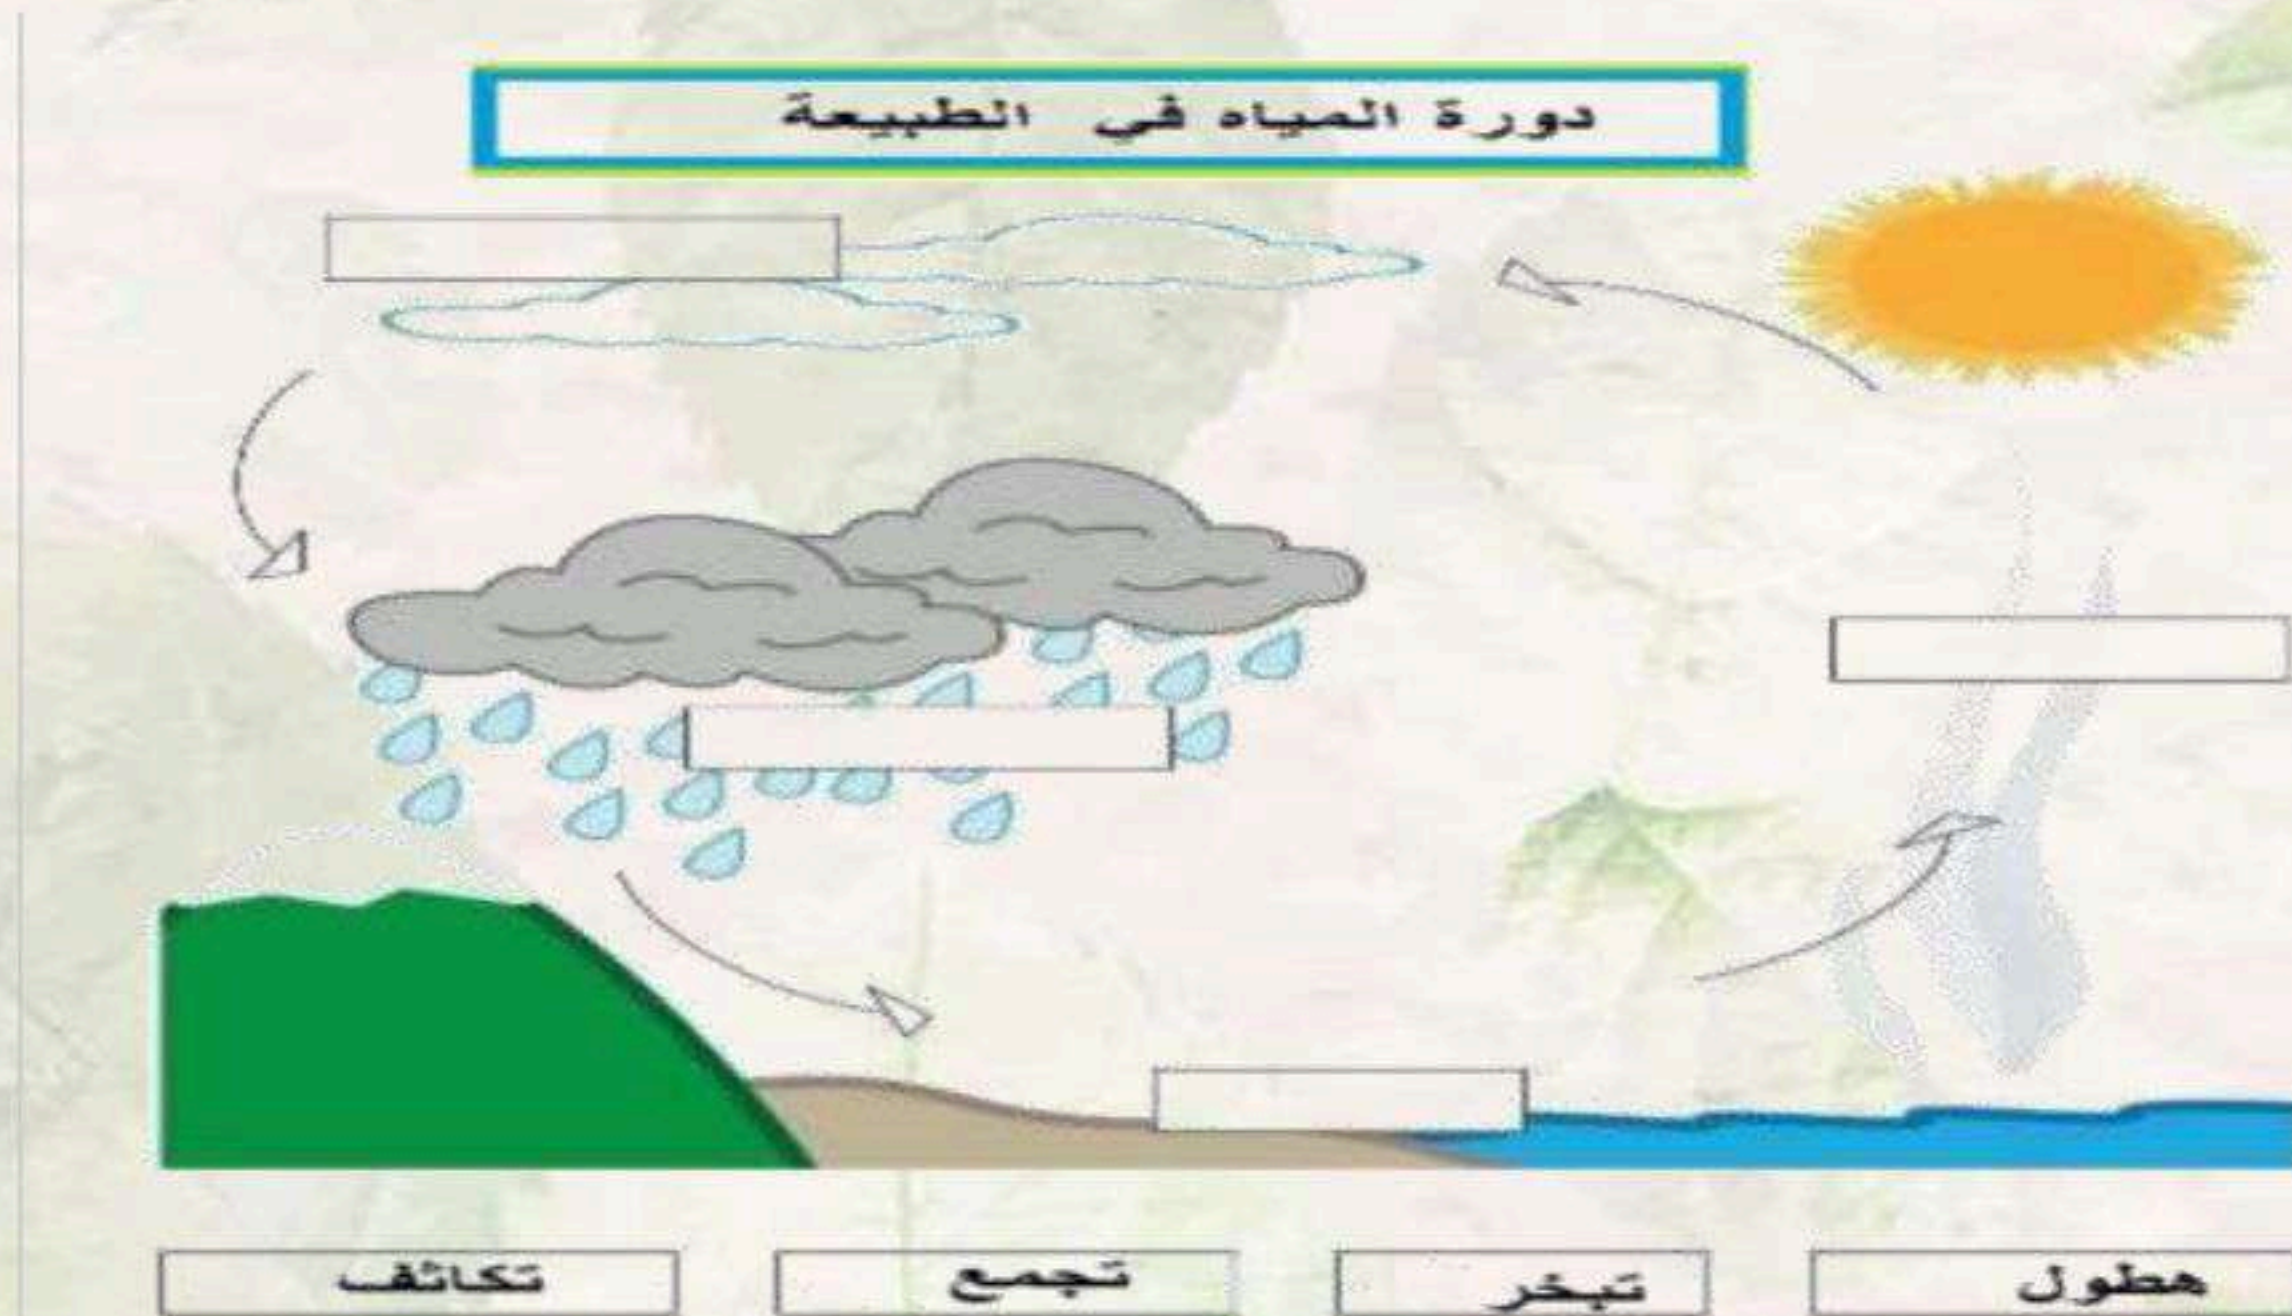 دورة المياه في الطبيعة
هطول
تبخر
تجمع
تكاثف